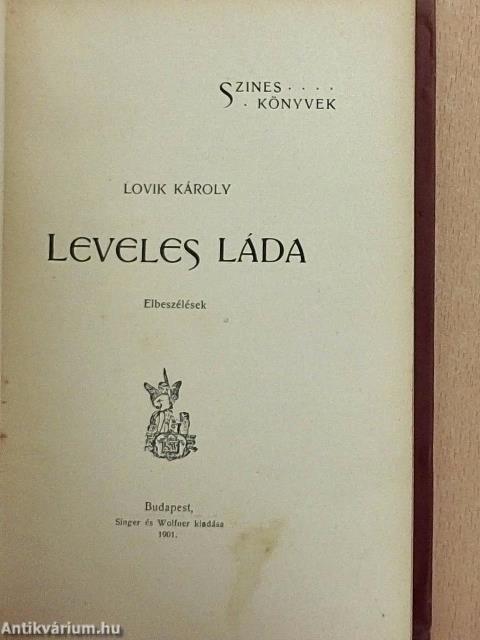 SZINES . . . .
. KÖNYVEK
LOVIK KÁROLY
LEVELES LÁDA
Elbeszélések
Budapest,
Singer és Wolfner kiadása
1901.
Antikvárium.hu